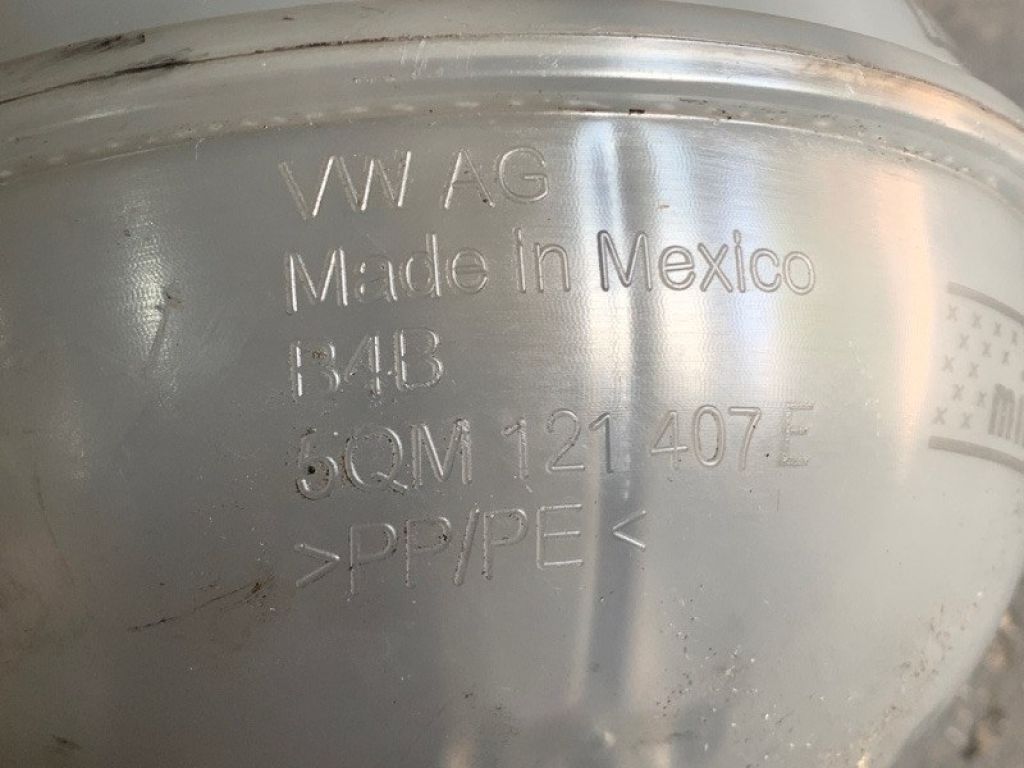 VW AG
Made in Mexico
B4B
5QM 121 407 E
>PP/PE<